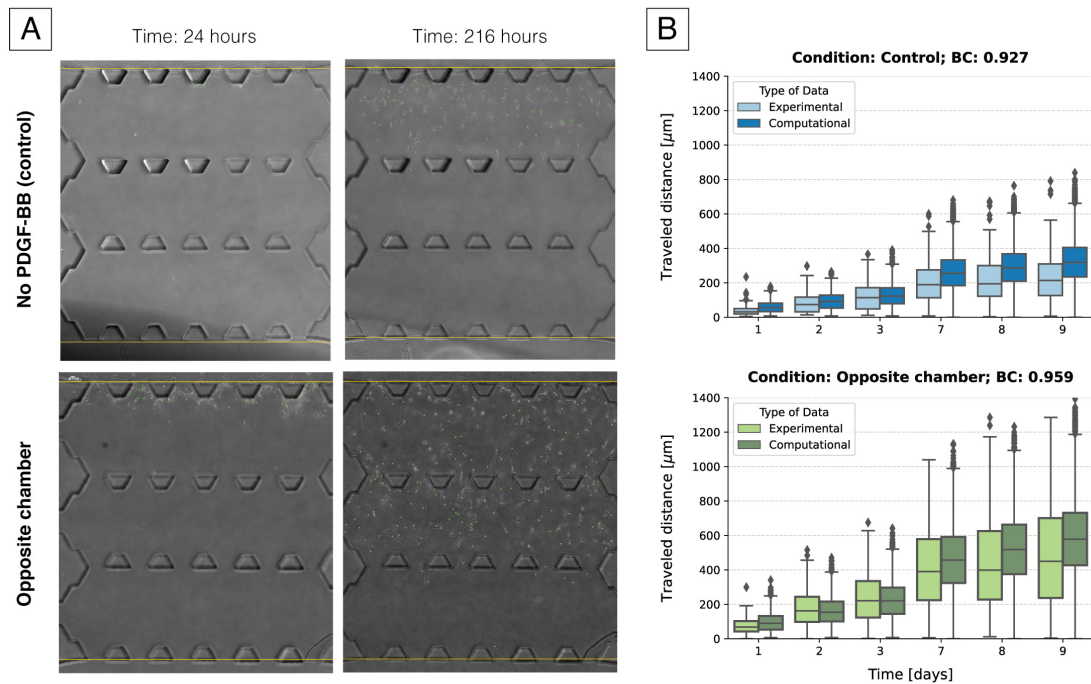 A
Time: 24 hours
Time: 216 hours
No PDGF-BB (control)
Opposite chamber
B
Condition: Control; BC: 0.927
Traveled distance [μm]
1400
1200
1000
800
600
400
200
0
Type of Data
Experimental
Computational
1 2 3 7 8 9
Condition: Opposite chamber; BC: 0.959
Traveled distance [μm]
1400
1200
1000
800
600
400
200
0
Type of Data
Experimental
Computational
1 2 3 7 8 9
Time [days]